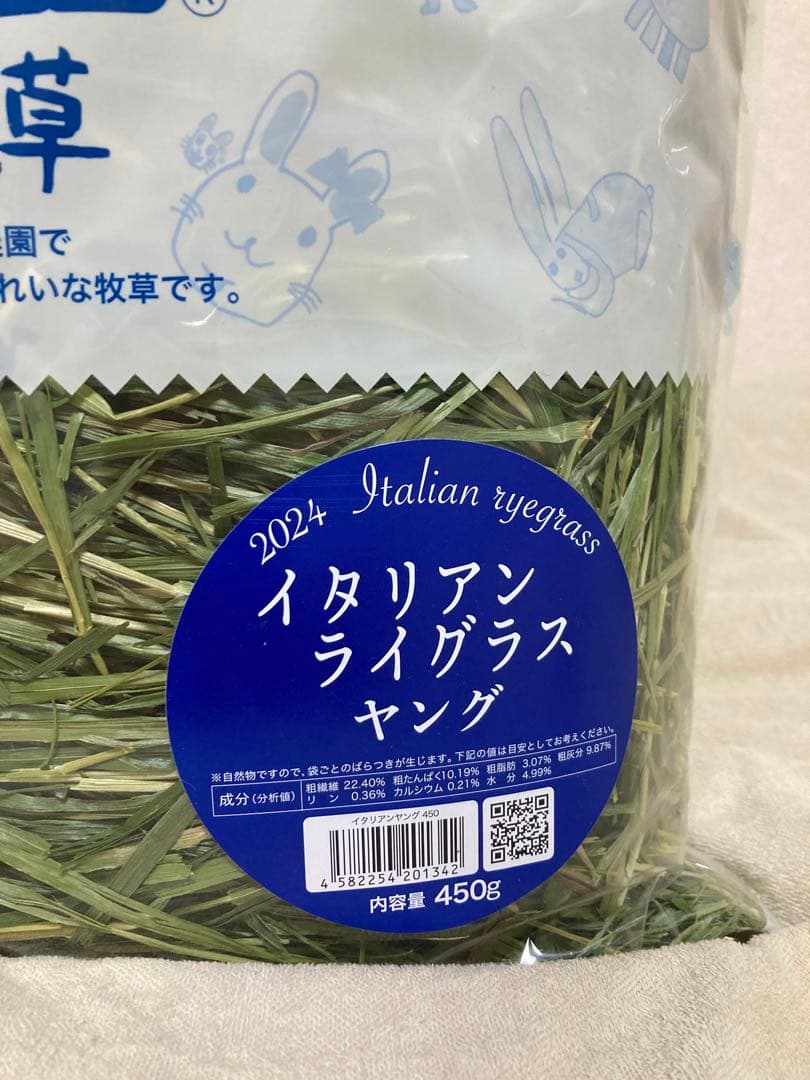 ®
草
園で
れいな牧草です。
2024 Italian ryegrass
イタリアン
ライグラス
ヤング
※自然物ですので、袋ごとのばらつきが生じます。下記の値は目安としてお考えください。
成分(分析値)
粗繊維 22.40% 粗たんぱく10.19% 粗脂肪 3.07% 粗灰分 9.87%
リン 0.36% カルシウム 0.21% 水分 4.99%
イタリアンヤング 450
4 582254 201342
内容量 450g